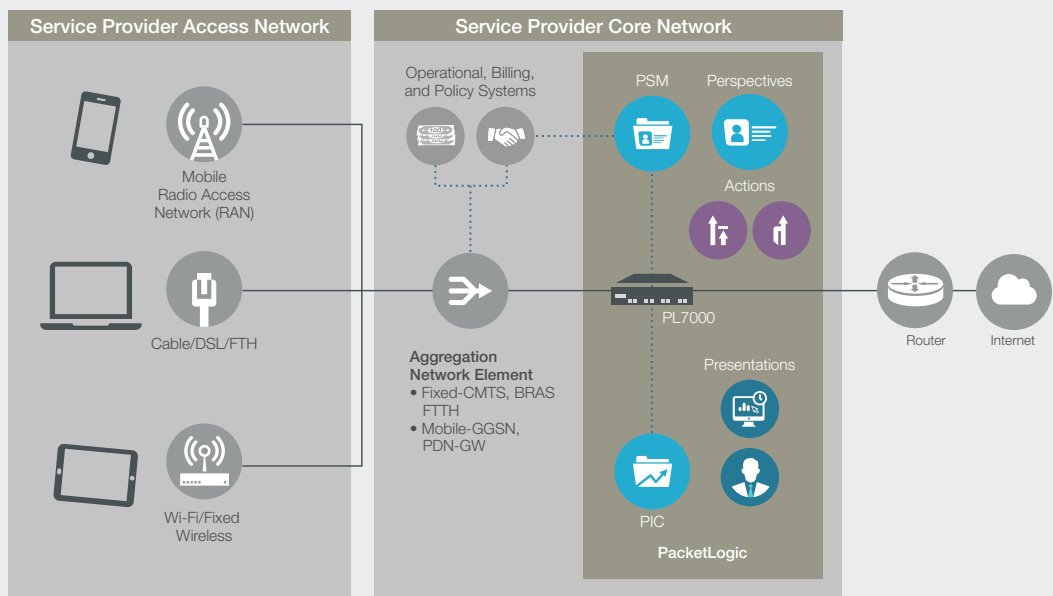 Service Provider Access Network
Mobile
Radio Access
Network (RAN)
Cable/DSL/FTH
Wi-Fi/Fixed
Wireless
Service Provider Core Network
Operational, Billing,
and Policy Systems
100
Aggregation
Network Element
• Fixed-CMTS, BRAS
FTTH
• Mobile-GGSN,
PDN-GW
PSM
Perspectives
Actions
PL7000
Presentations
PIC
PacketLogic
Router
Internet